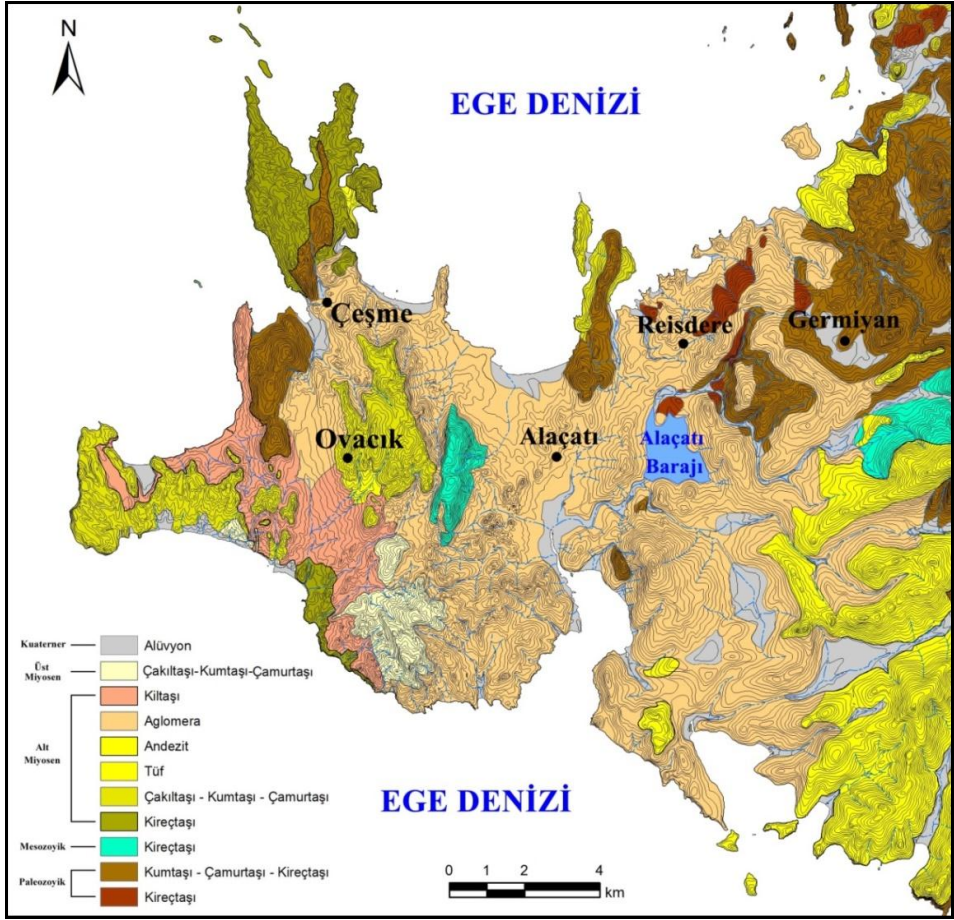 N
EGE DENİZİ
Çeşme
Reisdere
Germiyan
Ovacık
Alaçatı
Alaçatı
Barajı
Kuaterner
Alüvyon
Üst
Miyosen
Çakıltaşı-Kumtaşı-Çamurtaşı
Kiltaşı
Aglomera
Andezit
Alt
Miyosen
Tüf
Çakıltaşı - Kumtaşı - Çamurtaşı
Kireçtaşı
Mesozoyik
Kireçtaşı
Paleozoyik
Kumtaşı - Çamurtaşı - Kireçtaşı
Kireçtaşı
EGE DENİZİ
0 1 2 4
km